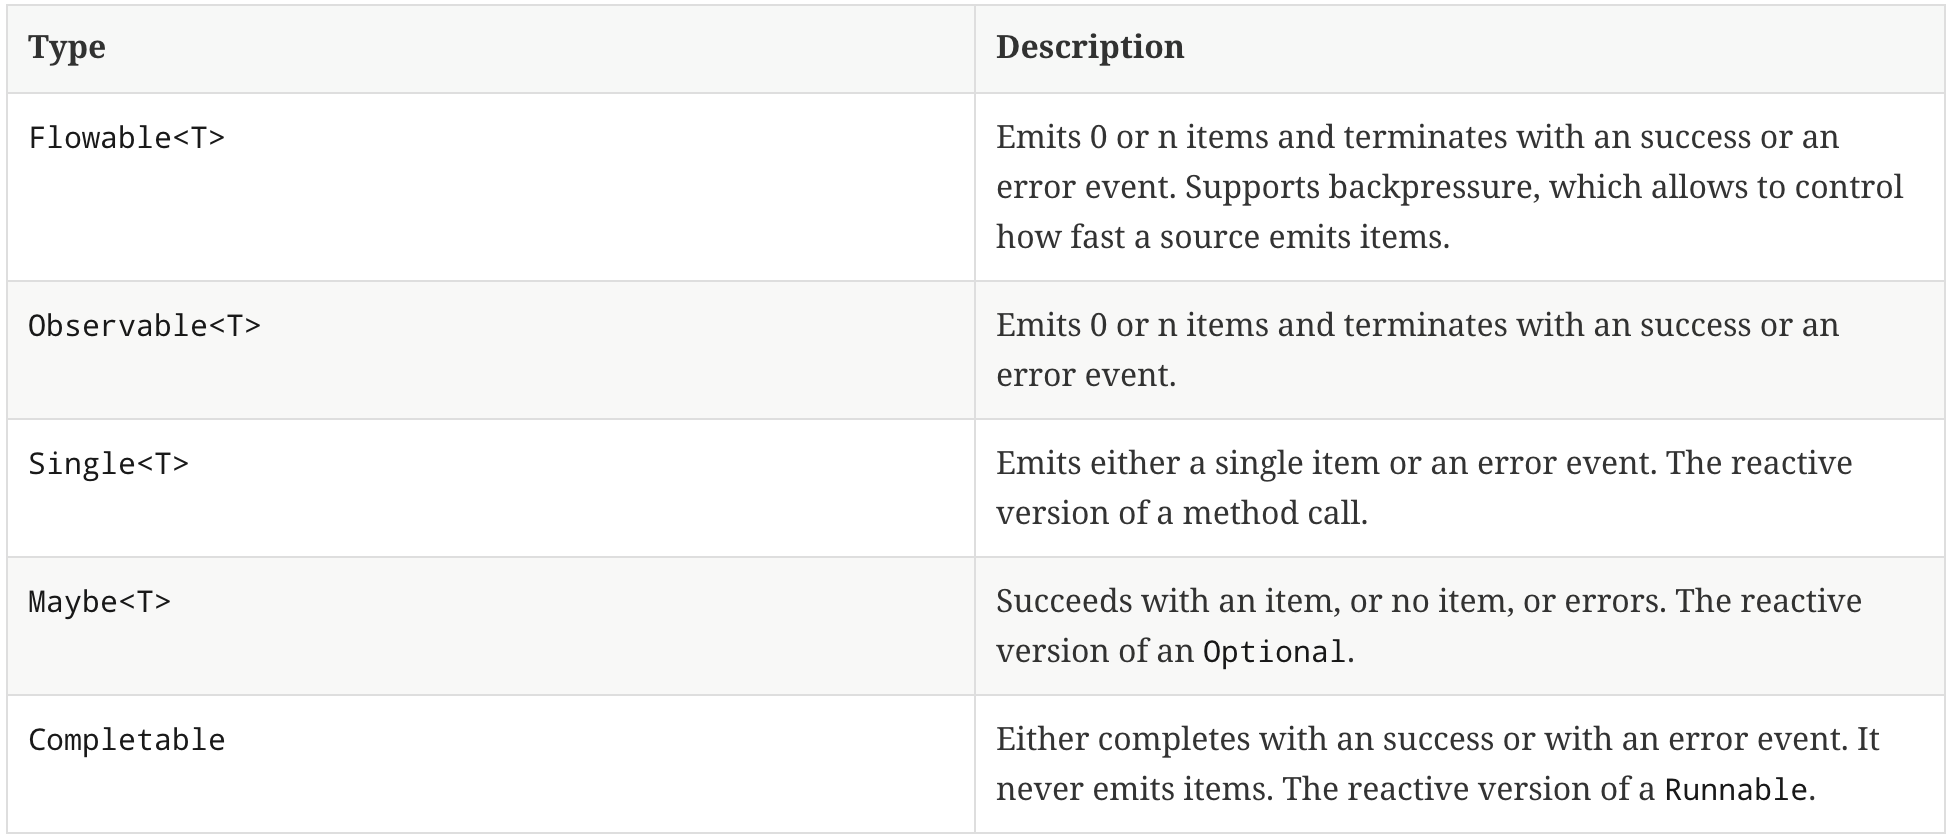 Type
Description
Flowable<T>
Emits 0 or n items and terminates with an success or an
error event. Supports backpressure, which allows to control
how fast a source emits items.
Observable<T>
Emits 0 or n items and terminates with an success or an
error event.
Single<T>
Emits either a single item or an error event. The reactive
version of a method call.
Maybe<T>
Succeeds with an item, or no item, or errors. The reactive
version of an Optional.
Completable
Either completes with an success or with an error event. It
never emits items. The reactive version of a Runnable.